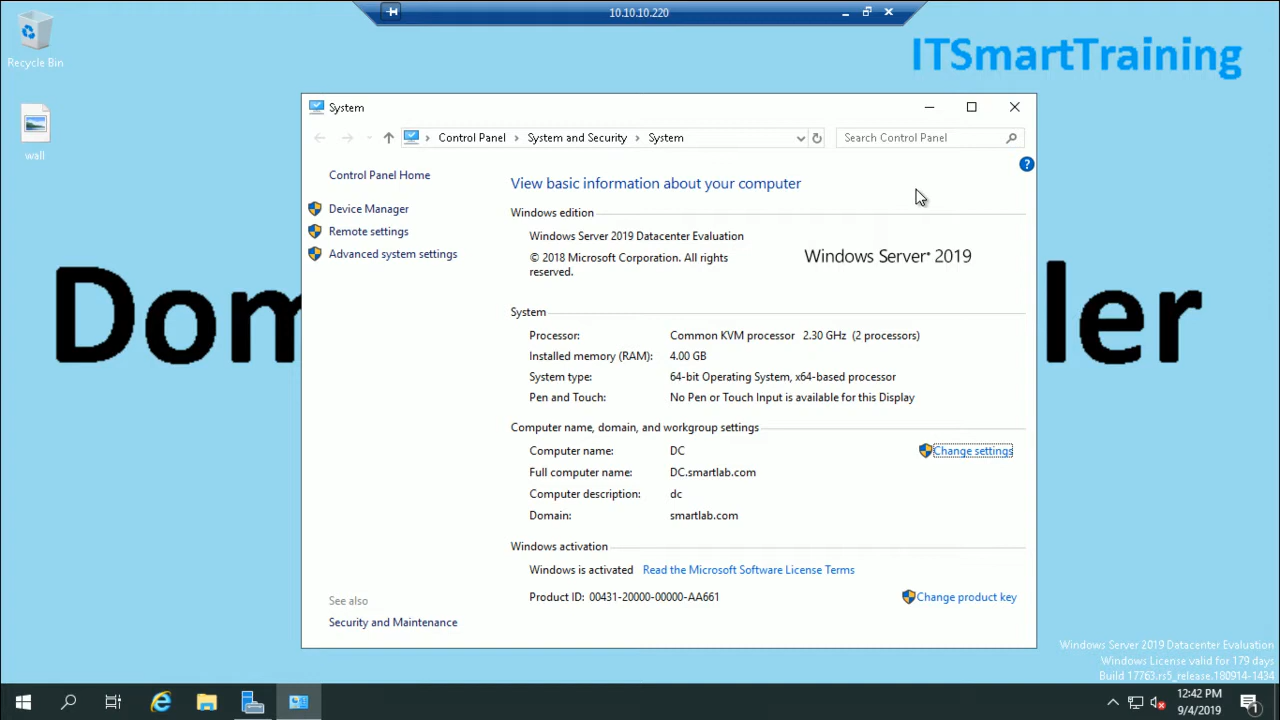 10.10.10.220
Recycle Bin
ITSmartTraining
wall
System
Control Panel System and Security System
Search Control Panel
Control Panel Home
Device Manager
Remote settings
Advanced system settings
View basic information about your computer
Windows edition
Windows Server 2019 Datacenter Evaluation
© 2018 Microsoft Corporation. All rights
reserved.
Windows Server® 2019
System
Processor: Common KVM processor 2.30 GHz (2 processors)
Installed memory (RAM): 4.00 GB
System type: 64-bit Operating System, x64-based processor
Pen and Touch: No Pen or Touch Input is available for this Display
Computer name, domain, and workgroup settings
Computer name: DC
Change settings
Full computer name: DC.smartlab.com
Computer description: dc
Domain: smartlab.com
Windows activation
Windows is activated Read the Microsoft Software License Terms
Product ID: 00431-20000-00000-AA661
Change product key
See also
Security and Maintenance
Dom
ler
Windows Server 2019 Datacenter Evaluation
Windows License valid for 179 days
Build 17763.rs5_release.180914-1434
12:42 PM
9/4/2019
1